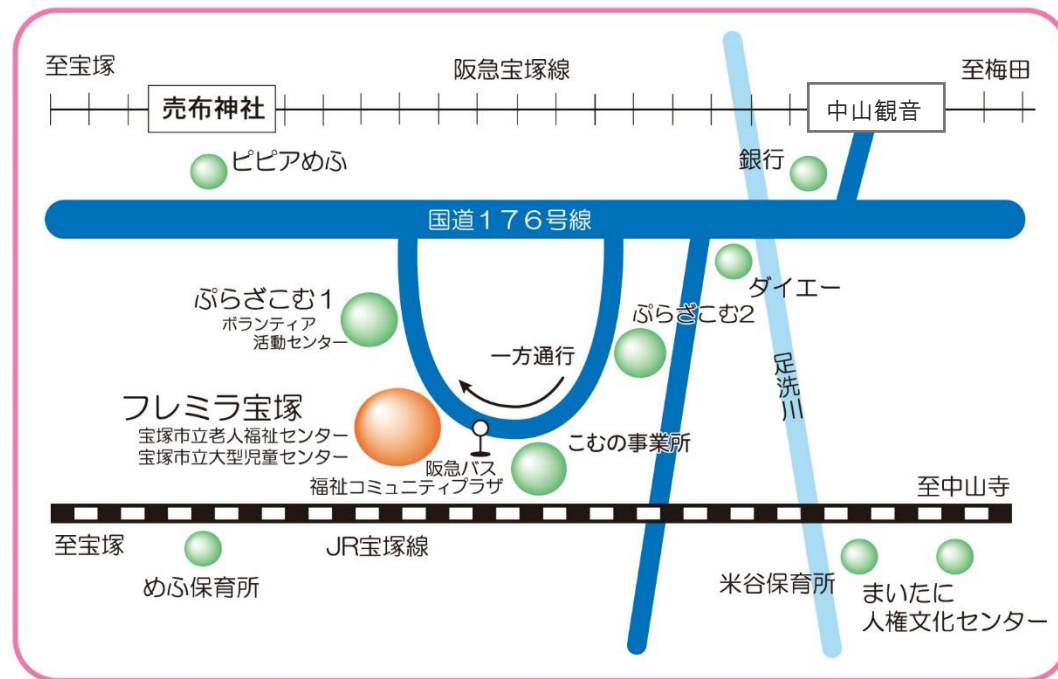 至宝塚
阪急宝塚線
至梅田
売布神社
中山観音
ピピアめふ
銀行
国道176号線
ダイエー
ぷらざこむ1
ボランティア
活動センター
ぷらざこむ2
一方通行
足洗川
フレミラ宝塚
宝塚市立老人福祉センター
宝塚市立大型児童センター
こむの事業所
阪急バス
福祉コミュニティプラザ
至中山寺
至宝塚
JR宝塚線
めふ保育所
米谷保育所
まいたに
人権文化センター